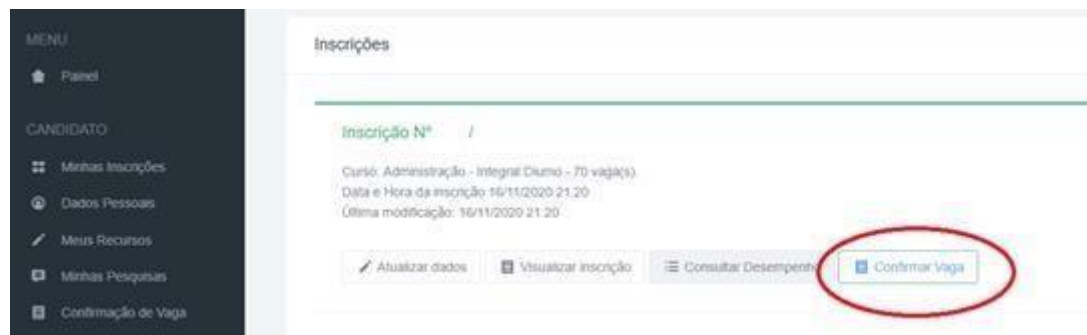 MENU
Painel
CANDIDATO
Minhas Inscrições
Dados Pessoais
Meus Recursos
Minhas Pesquisas
Confirmação de Vaga
Inscrições
Inscrição Nº /
Curso: Administração - Integral Diurno - 70 vaga(s).
Data e Hora da inscrição 16/11/2020 21:20
Última modificação: 16/11/2020 21:20
Atualizar dados Visualizar inscrição Consultar Desempenho Confirmar Vaga